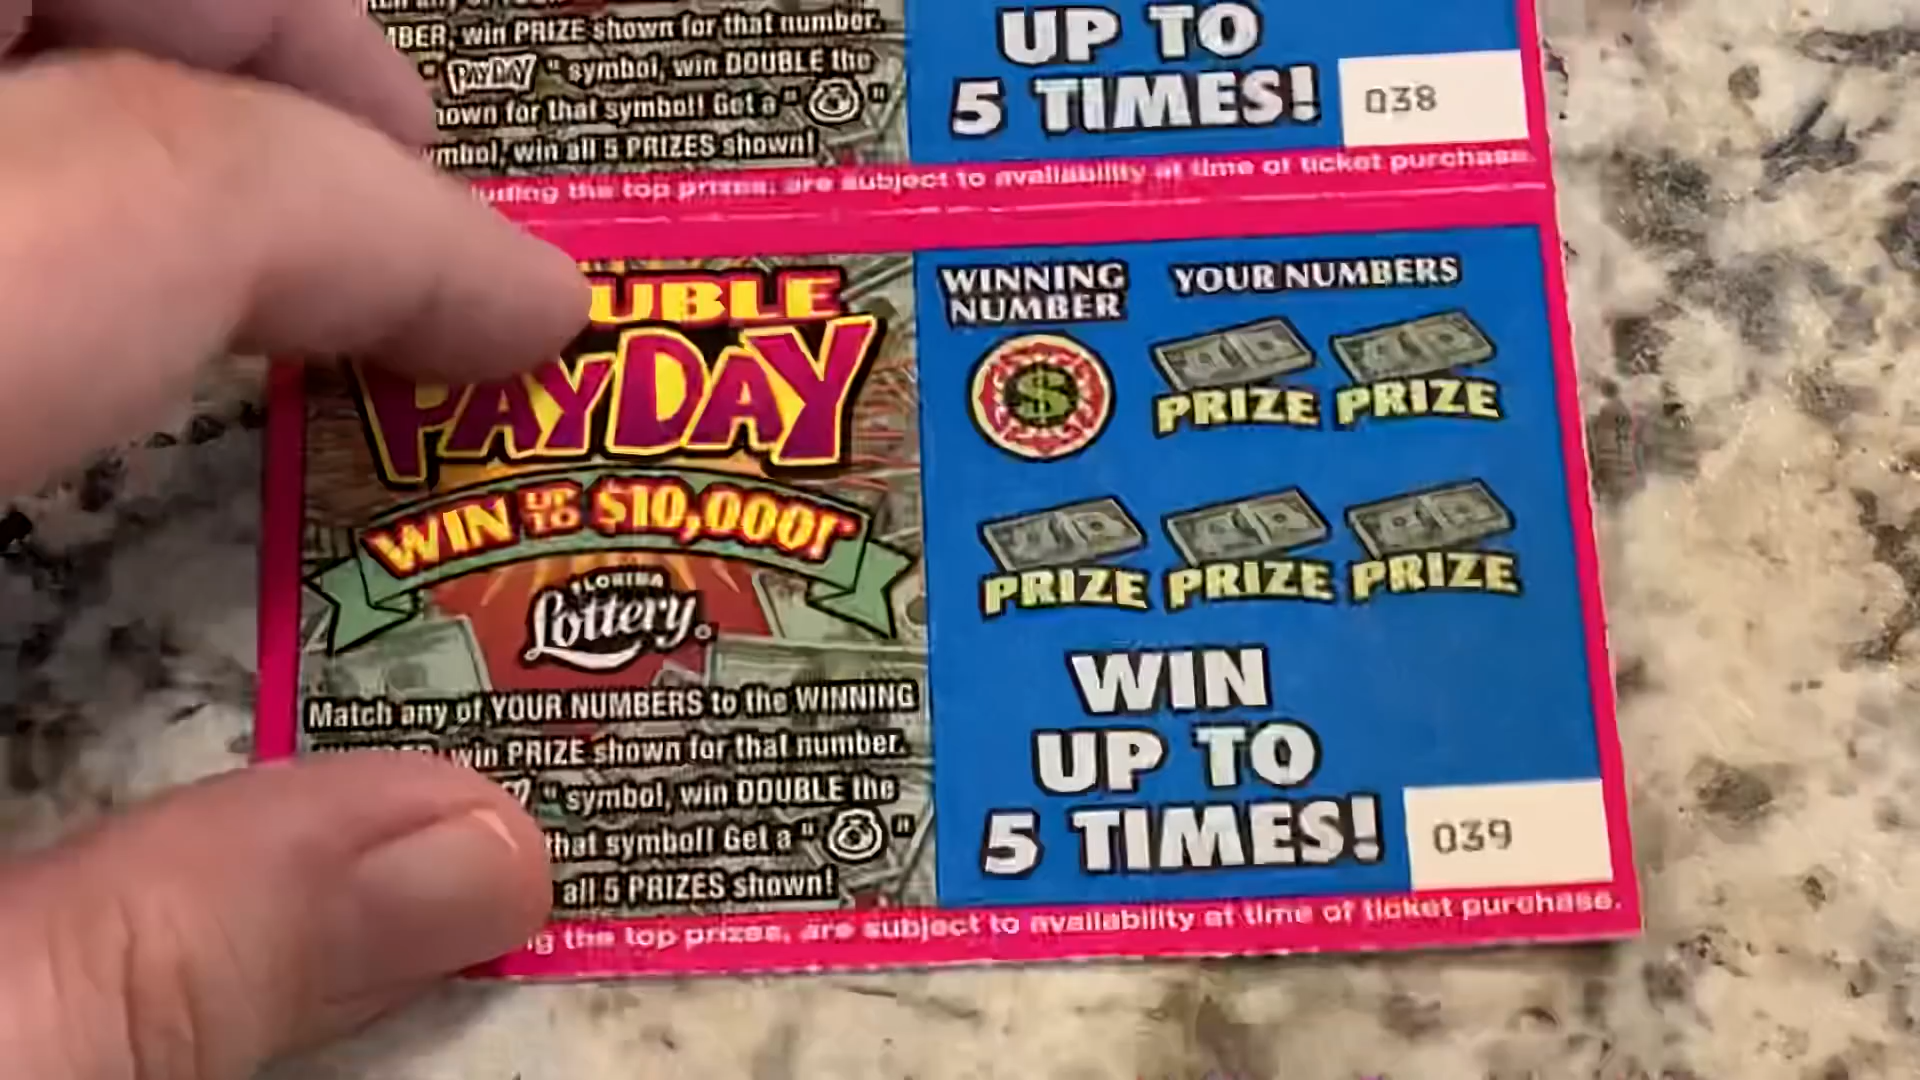 BER, win PRIZE shown for that number.
" PAYDAY " symbol, win DOUBLE the
own for that symbol! Get a " "
mbol, win all 5 PRIZES shown!
UP TO
5 TIMES!
038
luding the top prizes, are subject to availability at time of ticket purchase.
UBLE
PAYDAY
WIN UP TO $10,000!*
FLORIDA
Lottery
Match any of YOUR NUMBERS to the WINNING
win PRIZE shown for that number.
" symbol, win DOUBLE the
that symbol! Get a " "
all 5 PRIZES shown!
WINNING
NUMBER
$
YOUR NUMBERS
PRIZE PRIZE
PRIZE PRIZE PRIZE
WIN
UP TO
5 TIMES!
039
g the top prizes, are subject to availability at time of ticket purchase.